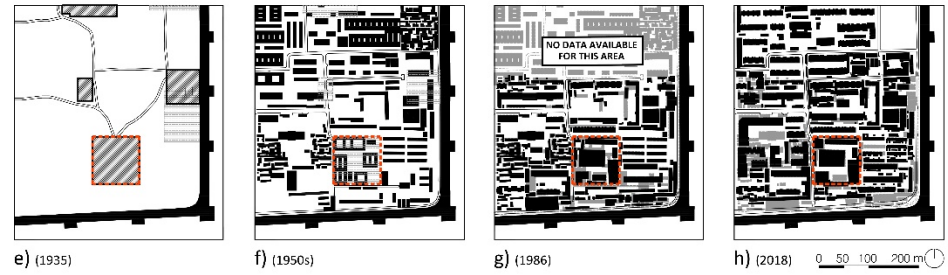 NO DATA AVAILABLE
FOR THIS AREA
e) (1935)
f) (1950s)
g) (1986)
h) (2018)
0 50 100 200 m